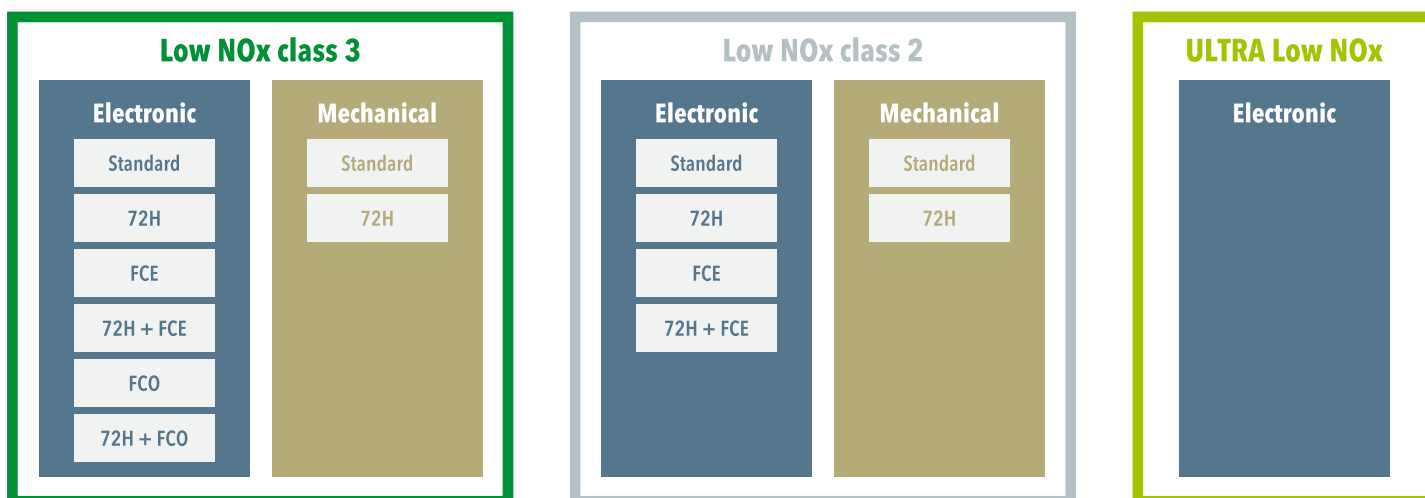 Low NOx class 3
Electronic
Standard
72H
FCE
72H + FCE
FCO
72H + FCO
Mechanical
Standard
72H
Low NOx class 2
Electronic
Standard
72H
FCE
72H + FCE
Mechanical
Standard
72H
ULTRA Low NOx
Electronic